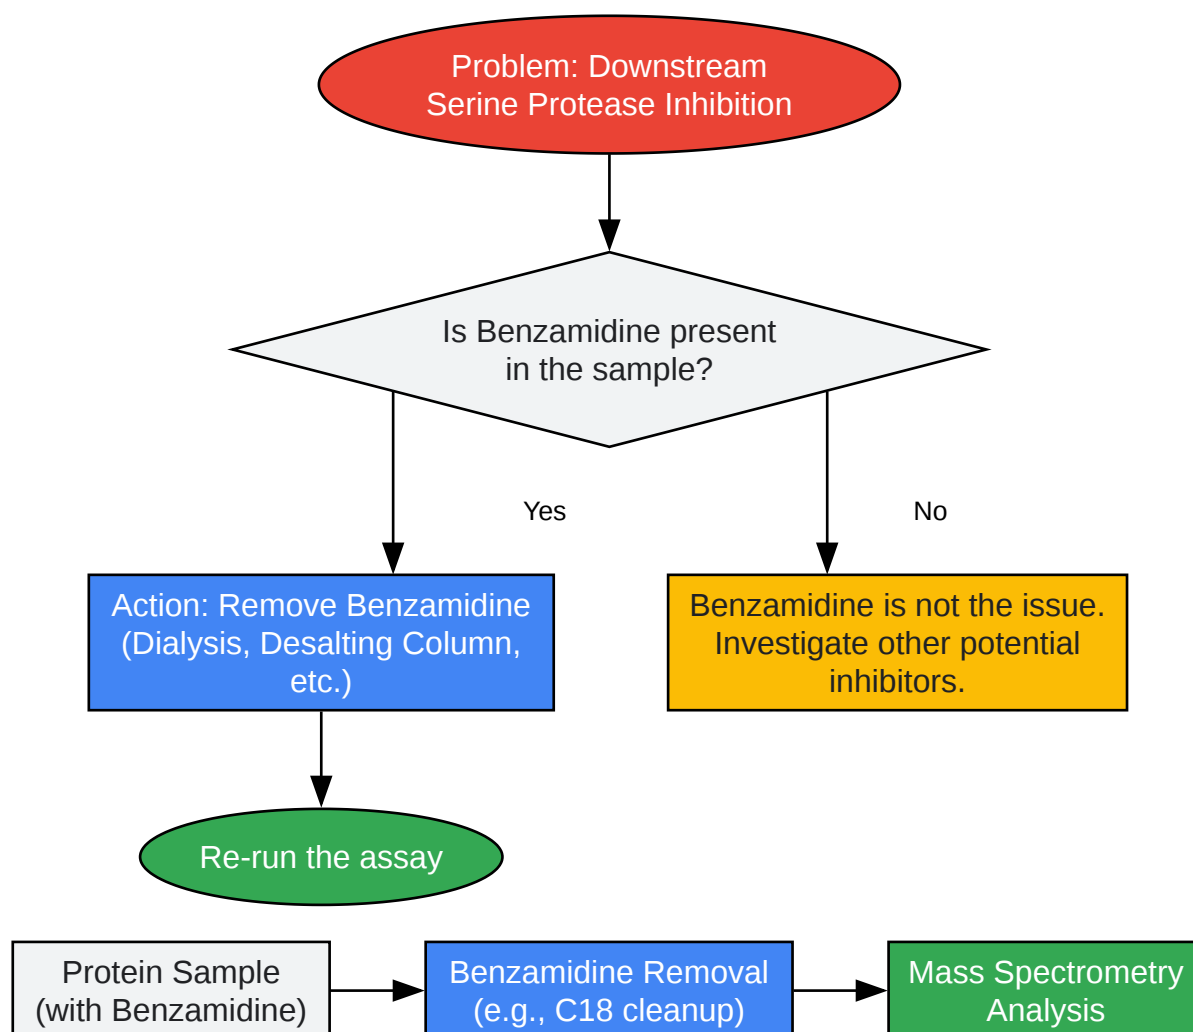 Problem: Downstream
Serine Protease Inhibition
Is Benzamidine present
in the sample?
Yes
No
Action: Remove Benzamidine
(Dialysis, Desalting Column,
etc.)
Benzamidine is not the issue.
Investigate other potential
inhibitors.
Re-run the assay
Protein Sample
(with Benzamidine)
Benzamidine Removal
(e.g., C18 cleanup)
Mass Spectrometry
Analysis